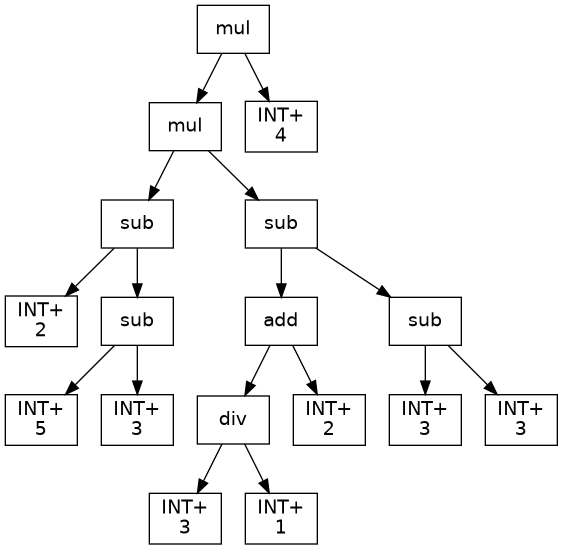 mul
mul
INT+
4
sub
sub
INT+
2
sub
add
sub
INT+
5
INT+
3
div
INT+
2
INT+
3
INT+
3
INT+
3
INT+
1